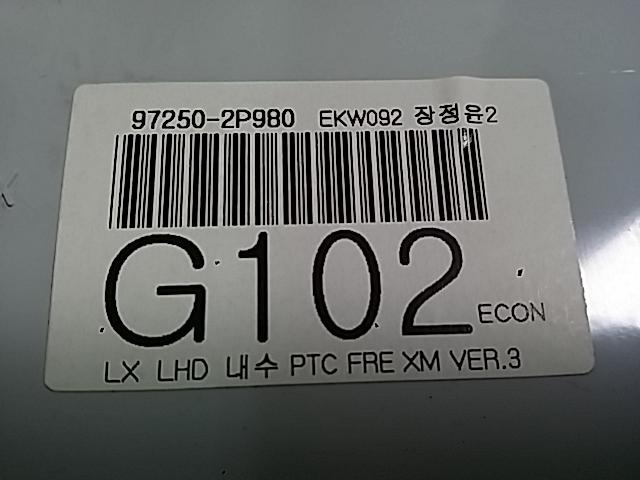 97250-2P980 EKW092 장정윤2
G102 ECON
LX LHD 내수 PTC FRE XM VER.3